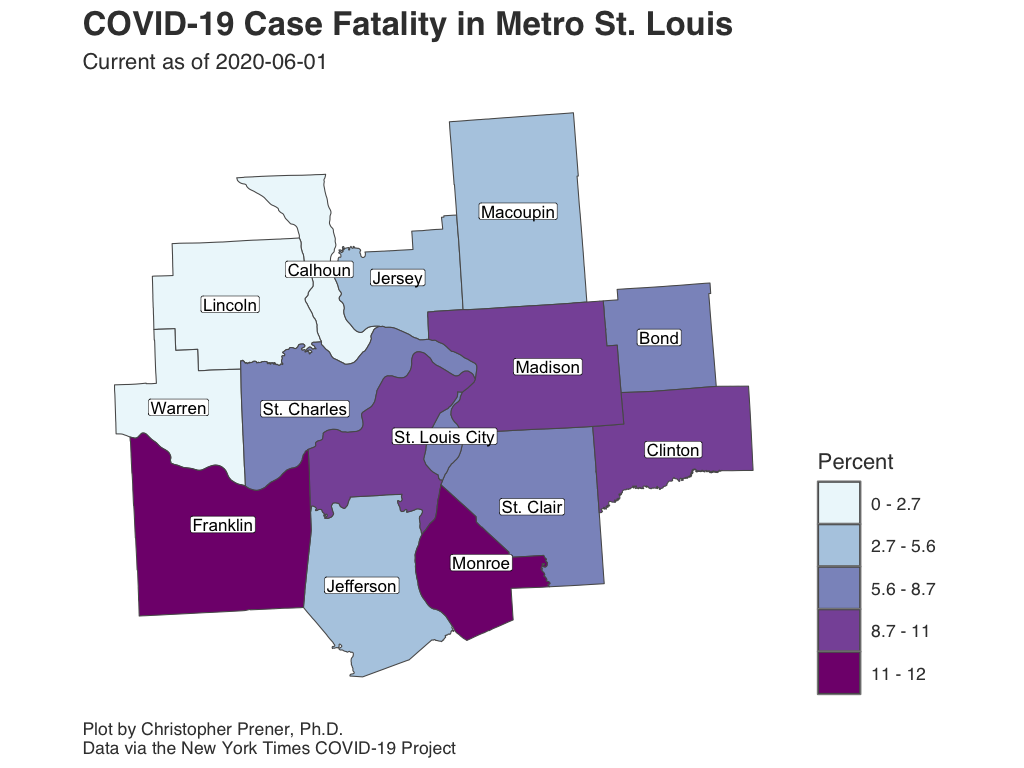 COVID-19 Case Fatality in Metro St. Louis
Current as of 2020-06-01
Macoupin
Calhoun
Jersey
Lincoln
Bond
Madison
Warren
St. Charles
St. Louis City
Clinton
St. Clair
Franklin
Monroe
Jefferson
Percent
0 - 2.7
2.7 - 5.6
5.6 - 8.7
8.7 - 11
11 - 12
Plot by Christopher Prener, Ph.D.
Data via the New York Times COVID-19 Project